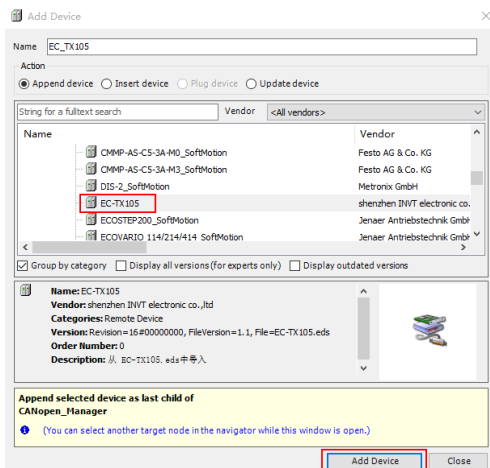 Add Device
Name EC_TX105
Action
Append device Insert device Plug device Update device
String for a fulltext search Vendor <All vendors>
Name Vendor
CMMP-AS-C5-3A-M0_SoftMotion Festo AG & Co. KG
CMMP-AS-C5-3A-M3_SoftMotion Festo AG & Co. KG
DIS-2_SoftMotion Metronix GmbH
EC-TX105 shenzhen INVT electronic co.
ECOSTEP200_SoftMotion Jenaer Antriebstechnik GmbH
ECOVARIO 114/214/414 SoftMotion Jenaer Antriebstechnik GmbH
Group by category Display all versions (for experts only) Display outdated versions
Name: EC-TX105
Vendor: shenzhen INVT electronic co.,ltd
Categories: Remote Device
Version: Revision=16#00000000, FileVersion=1.1, File=EC-TX105.eds
Order Number: 0
Description: 从 EC-TX105.eds中导入
Append selected device as last child of
CANopen_Manager
(You can select another target node in the navigator while this window is open.)
Add Device Close